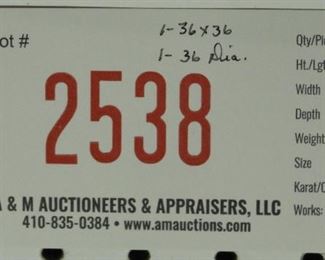 ot #
1-36x36
1-36 Dia.
2538
A & M AUCTIONEERS & APPRAISERS, LLC
410-835-0384 • www.amauctions.com
Qty/Pi
Ht./Lgt
Width
Depth
Weight
Size
Karat/C
Works: